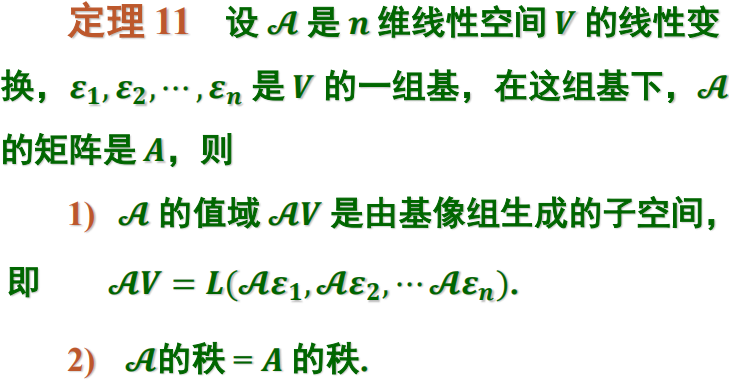 定理 11 设 𝒜 是 n 维线性空间 V 的线性变
换，ε₁, ε₂, ⋯, εₙ 是 V 的一组基，在这组基下，𝒜
的矩阵是 A，则
1) 𝒜 的值域 𝒜V 是由基像组生成的子空间，
即 𝒜V = L(𝒜ε₁, 𝒜ε₂, ⋯ 𝒜εₙ).
2) 𝒜的秩 = A 的秩.